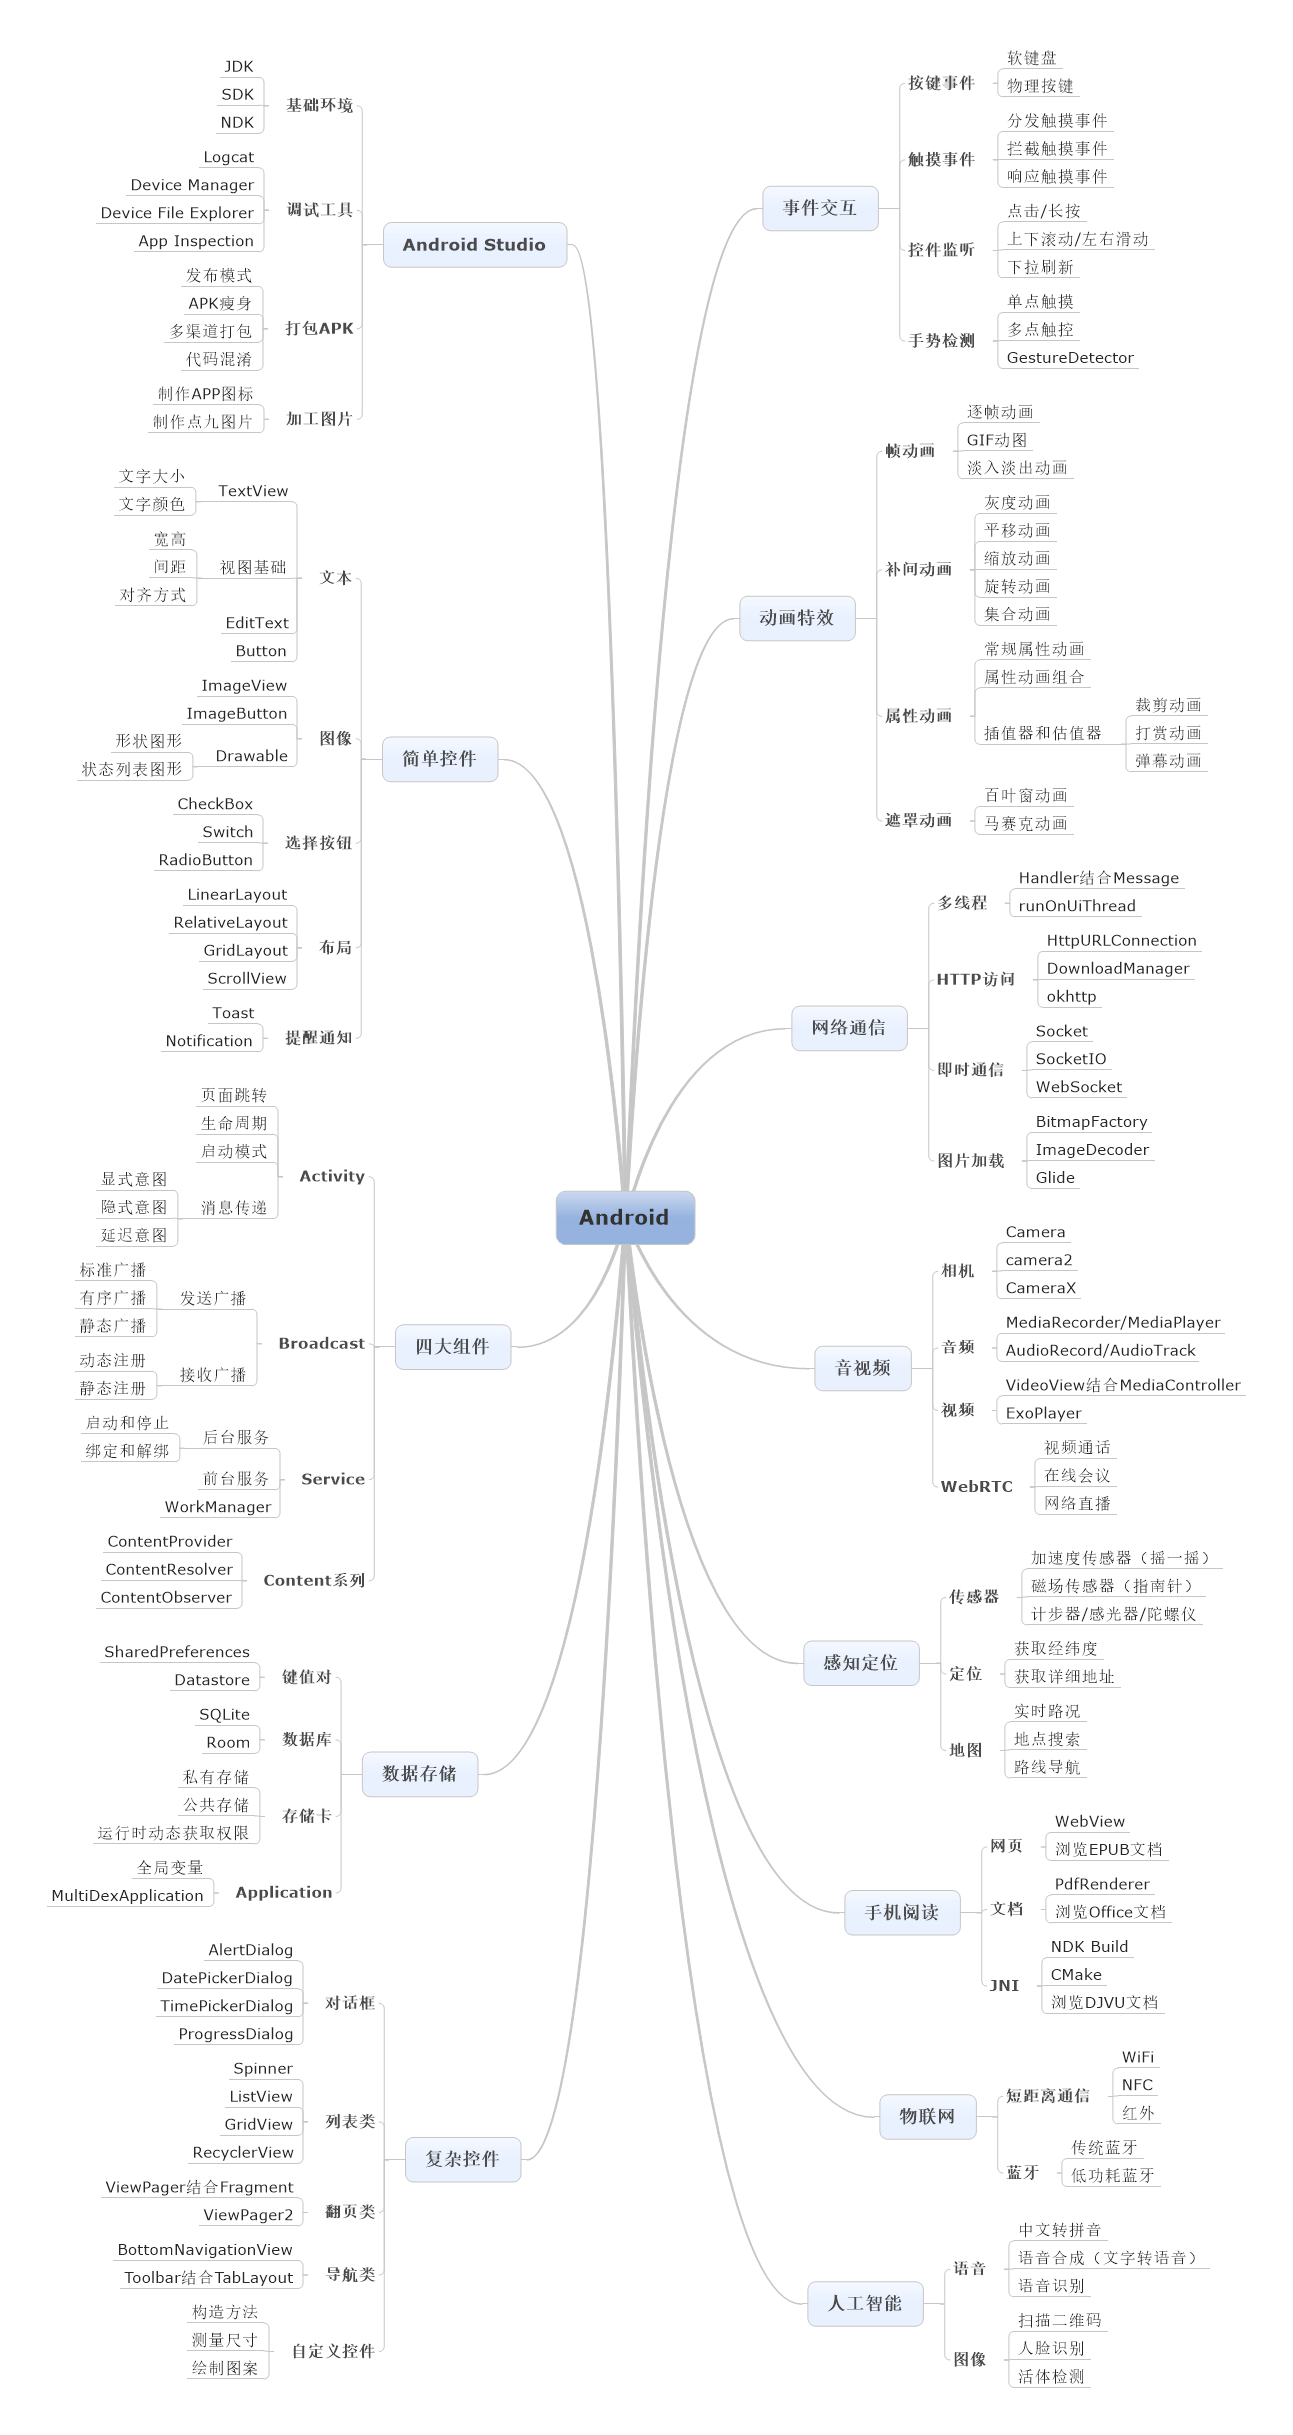 Android
Android Studio
基础环境
JDK
SDK
NDK
调试工具
Logcat
Device Manager
Device File Explorer
App Inspection
打包APK
发布模式
APK瘦身
多渠道打包
代码混淆
加工图片
制作APP图标
制作点九图片
简单控件
文本
TextView
文字大小
文字颜色
视图基础
宽高
间距
对齐方式
EditText
Button
图像
ImageView
ImageButton
Drawable
形状图形
状态列表图形
选择按钮
CheckBox
Switch
RadioButton
布局
LinearLayout
RelativeLayout
GridLayout
ScrollView
提醒通知
Toast
Notification
四大组件
Activity
页面跳转
生命周期
启动模式
消息传递
显式意图
隐式意图
延迟意图
Broadcast
发送广播
标准广播
有序广播
静态广播
接收广播
动态注册
静态注册
Service
后台服务
启动和停止
绑定和解绑
前台服务
WorkManager
Content系列
ContentProvider
ContentResolver
ContentObserver
数据存储
键值对
SharedPreferences
Datastore
数据库
SQLite
Room
存储卡
私有存储
公共存储
运行时动态获取权限
Application
全局变量
MultiDexApplication
复杂控件
对话框
AlertDialog
DatePickerDialog
TimePickerDialog
ProgressDialog
列表类
Spinner
ListView
GridView
RecyclerView
翻页类
ViewPager结合Fragment
ViewPager2
导航类
BottomNavigationView
Toolbar结合TabLayout
自定义控件
构造方法
测量尺寸
绘制图案
事件交互
按键事件
软键盘
物理按键
触摸事件
分发触摸事件
拦截触摸事件
响应触摸事件
控件监听
点击/长按
上下滚动/左右滑动
下拉刷新
手势检测
单点触摸
多点触控
GestureDetector
动画特效
帧动画
逐帧动画
GIF动图
淡入淡出动画
补间动画
灰度动画
平移动画
缩放动画
旋转动画
集合动画
属性动画
常规属性动画
属性动画组合
插值器和估值器
裁剪动画
打赏动画
弹幕动画
遮罩动画
百叶窗动画
马赛克动画
网络通信
多线程
Handler结合Message
runOnUiThread
HTTP访问
HttpURLConnection
DownloadManager
okhttp
即时通信
Socket
SocketIO
WebSocket
图片加载
BitmapFactory
ImageDecoder
Glide
音视频
相机
Camera
camera2
CameraX
音频
MediaRecorder/MediaPlayer
AudioRecord/AudioTrack
视频
VideoView结合MediaController
ExoPlayer
WebRTC
视频通话
在线会议
网络直播
感知定位
传感器
加速度传感器（摇一摇）
磁场传感器（指南针）
计步器/感光器/陀螺仪
定位
获取经纬度
获取详细地址
地图
实时路况
地点搜索
路线导航
手机阅读
网页
WebView
浏览EPUB文档
文档
PdfRenderer
浏览Office文档
JNI
NDK Build
CMake
浏览DJVU文档
物联网
短距离通信
WiFi
NFC
红外
蓝牙
传统蓝牙
低功耗蓝牙
人工智能
语音
中文转拼音
语音合成（文字转语音）
语音识别
图像
扫描二维码
人脸识别
活体检测